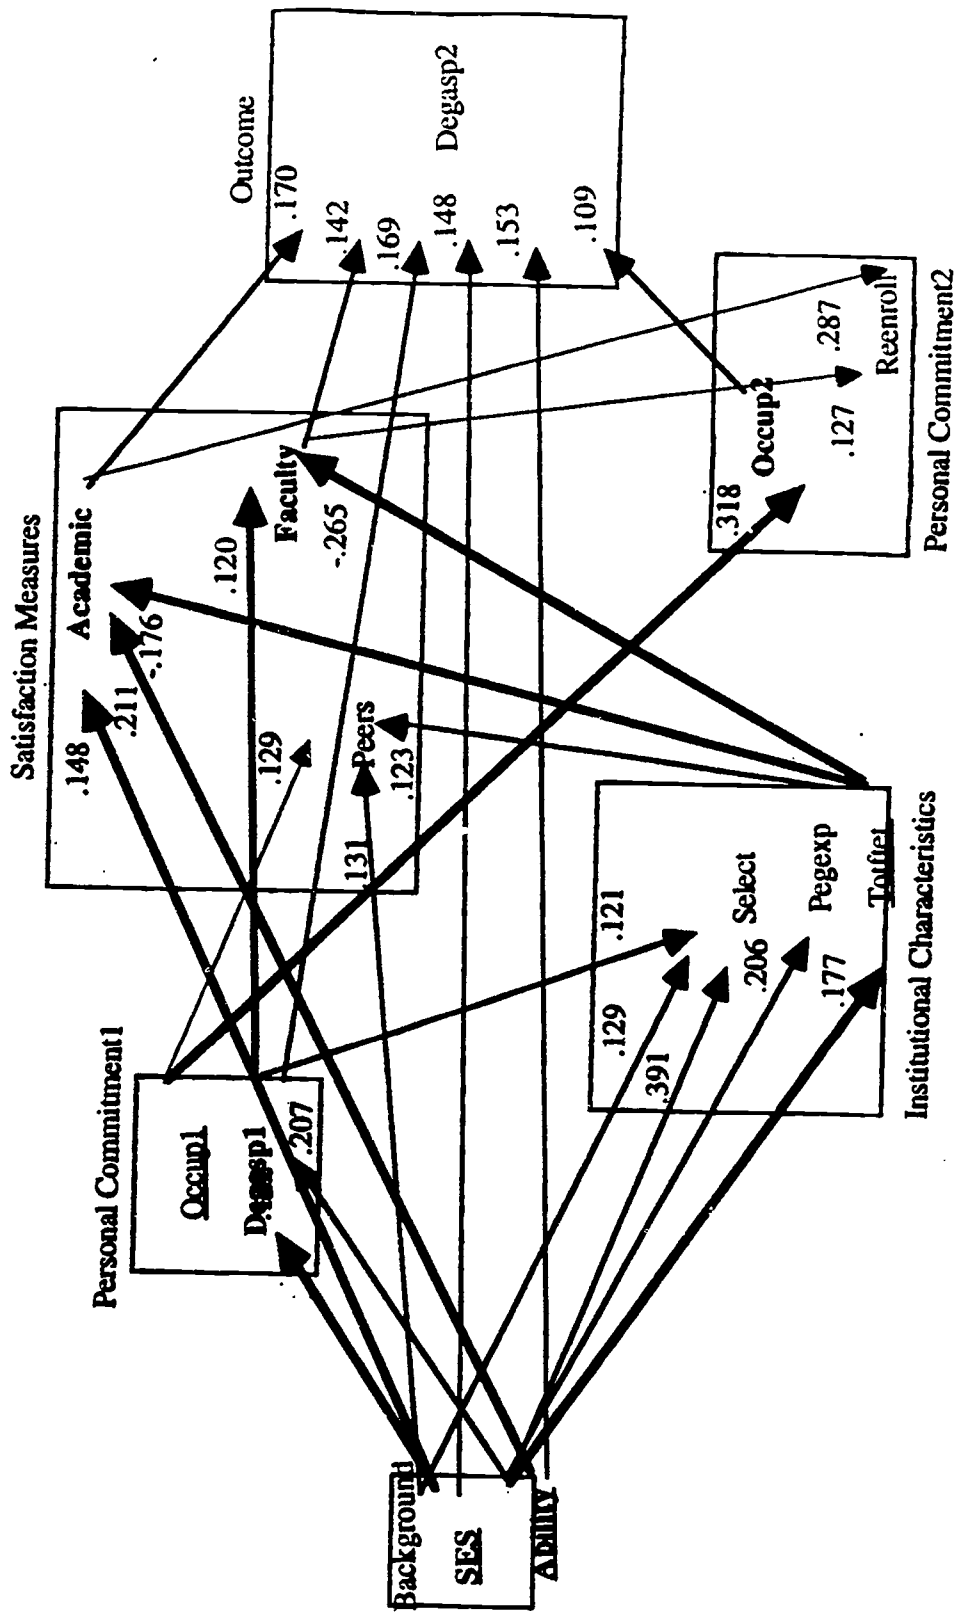 Background
SES
Ability
Personal Commitment1
Occup1
Degasp1
.207
Satisfaction Measures
Academic
.148
.211
-.176
.120
Faculty
-.265
.129
Peers
.131
.123
Institutional Characteristics
.121
.129
Select
.391
.206
Pegexp
.177
Outcome
.170
.142
.169
Degasp2
.148
.153
.109
Personal Commitment2
.318
Occup2
.287
.127
Reenroll